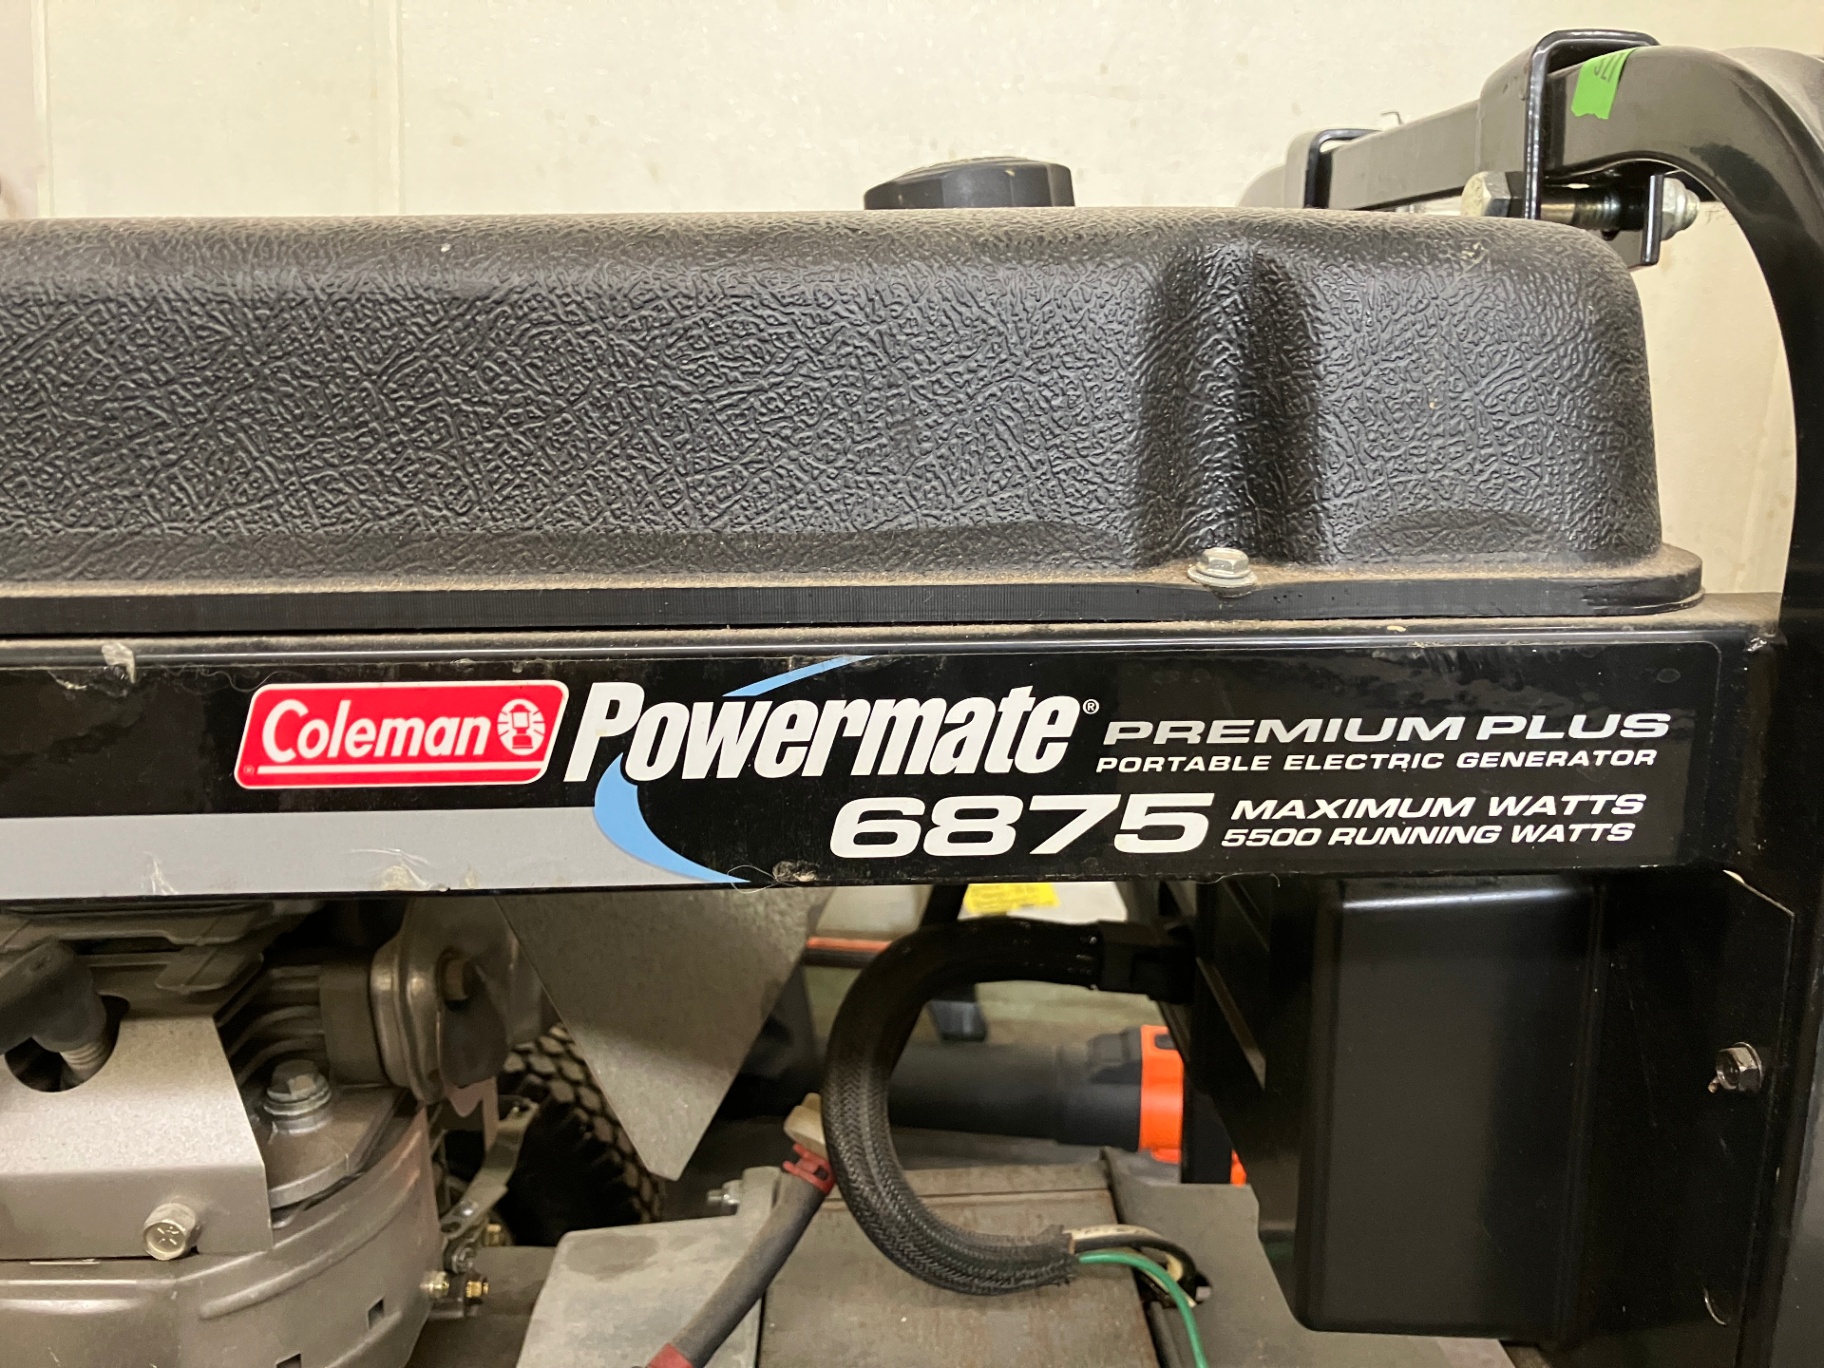 Coleman Powermate® PREMIUM PLUS
PORTABLE ELECTRIC GENERATOR
6875 MAXIMUM WATTS
5500 RUNNING WATTS